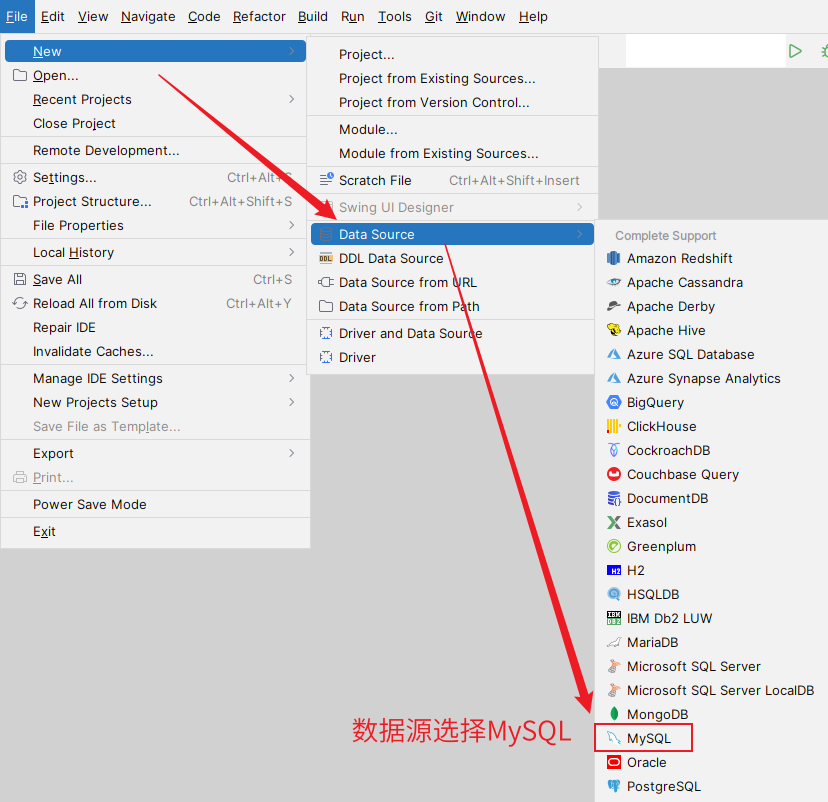 File Edit View Navigate Code Refactor Build Run Tools Git Window Help
New
Open...
Recent Projects
Close Project
Remote Development...
Settings... Ctrl+Alt+S
Project Structure... Ctrl+Alt+Shift+S
File Properties
Local History
Save All Ctrl+S
Reload All from Disk Ctrl+Alt+Y
Repair IDE
Invalidate Caches...
Manage IDE Settings
New Projects Setup
Save File as Template...
Export
Print...
Power Save Mode
Exit
Project...
Project from Existing Sources...
Project from Version Control...
Module...
Module from Existing Sources...
Scratch File Ctrl+Alt+Shift+Insert
Swing UI Designer
Data Source
DDL DDL Data Source
Data Source from URL
Data Source from Path
Driver and Data Source
Driver
Complete Support
Amazon Redshift
Apache Cassandra
Apache Derby
Apache Hive
Azure SQL Database
Azure Synapse Analytics
BigQuery
ClickHouse
CockroachDB
Couchbase Query
DocumentDB
Exasol
Greenplum
H2 H2
HSQLDB
IBM DB2 IBM Db2 LUW
MariaDB
Microsoft SQL Server
Microsoft SQL Server LocalDB
MongoDB
MySQL
Oracle
PostgreSQL
数据源选择MySQL